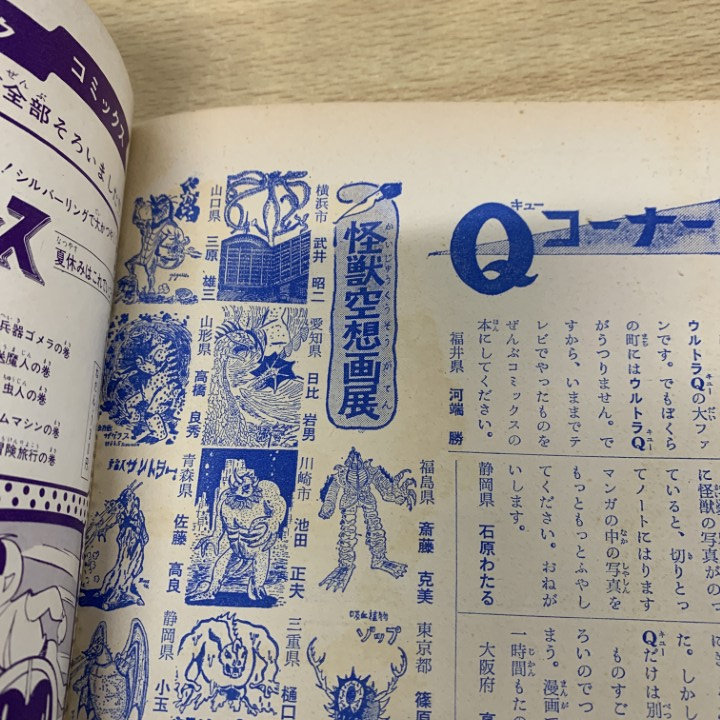 コミックス
全部そろいまし
！シルバーリングで大かつ
ス
夏休みはこれで
兵器ゴメラの巻
魔人の巻
虫人の巻
ムマシンの巻
冒険旅行の巻
Qコーナー
ウルトラQの大ファ
ンです。でもぼくら
の町にはウルトラQ
がうつりません。で
すから、いままでテ
レビでやったものを
ぜんぶコミックスの
本にしてください。
福井県 河端 勝
に怪獣の写真がのっ
ていると、切りとっ
てノートにはります
マンガの中の写真を
もっともっとふやし
てください。おねが
いします。
静岡県 石原わたる
た。しかし
Qだけは別
ろいのでつ
ものすご
まう。漫画
一時間もたの
大阪府
怪獣空想画展
横浜市 武井 昭二
山口県 三原 雄三
愛知県 日比 岩男
山形県 高橋 良秀
福島県 斎藤 克美
川崎市 池田 正夫
青森県 佐藤 高良
東京都 篠原
吸血植物
ゾップ
三重県 樋口
静岡県 小玉